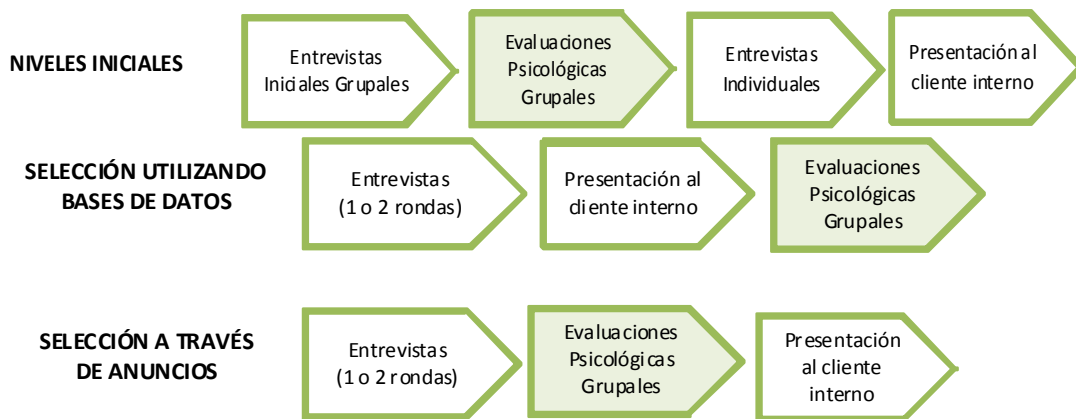 NIVELES INICIALES
Entrevistas
Iniciales Grupales
Evaluaciones
Psicológicas
Grupales
Entrevistas
Individuales
Presentación al
cliente interno
SELECCIÓN UTILIZANDO
BASES DE DATOS
Entrevistas
(1 o 2 rondas)
Presentación al
cliente interno
Evaluaciones
Psicológicas
Grupales
SELECCIÓN A TRAVÉS
DE ANUNCIOS
Entrevistas
(1 o 2 rondas)
Evaluaciones
Psicológicas
Grupales
Presentación
al cliente
interno